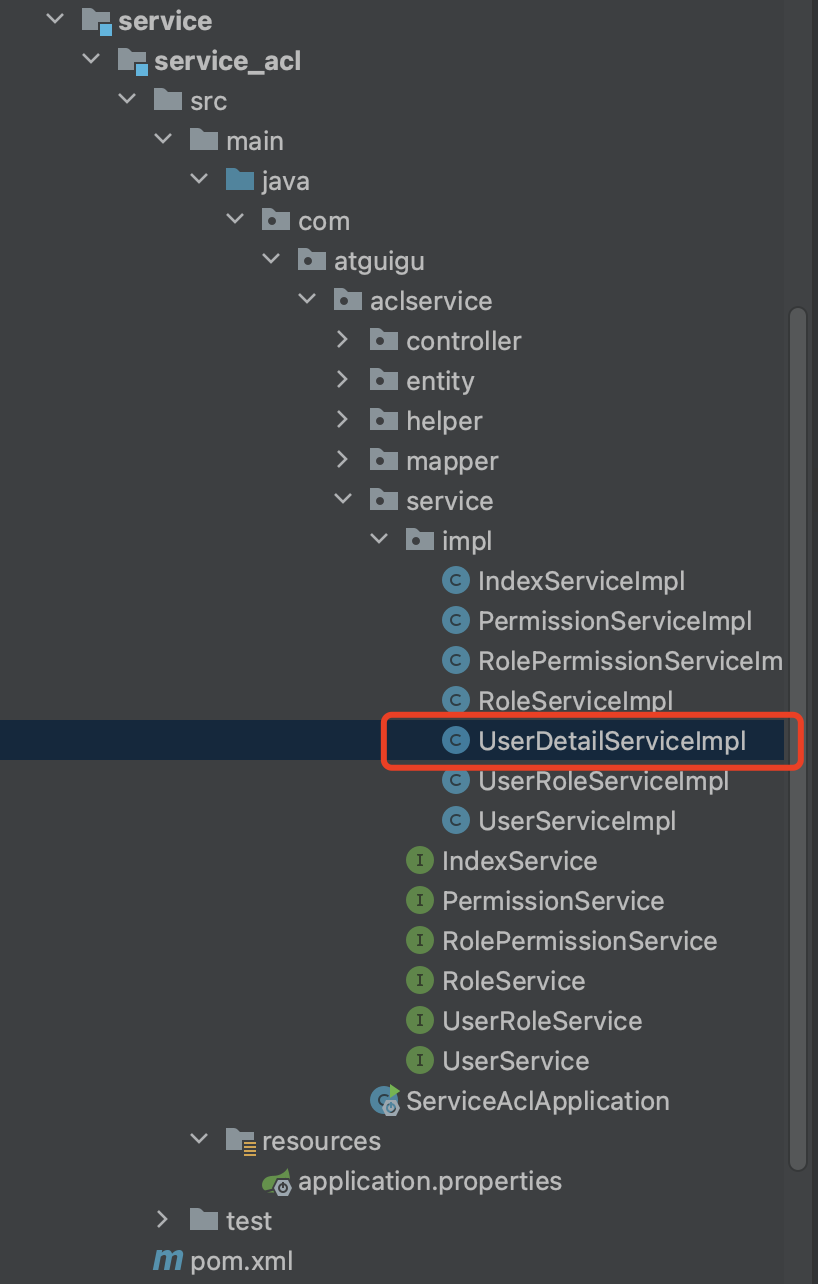 service
service_acl
src
main
java
com
atguigu
aclservice
controller
entity
helper
mapper
service
impl
C IndexServiceImpl
C PermissionServiceImpl
C RolePermissionServiceIm
C RoleServiceImpl
C UserDetailServiceImpl
C UserRoleServiceImpl
C UserServiceImpl
I IndexService
I PermissionService
I RolePermissionService
I RoleService
I UserRoleService
I UserService
C ServiceAclApplication
resources
application.properties
test
m pom.xml